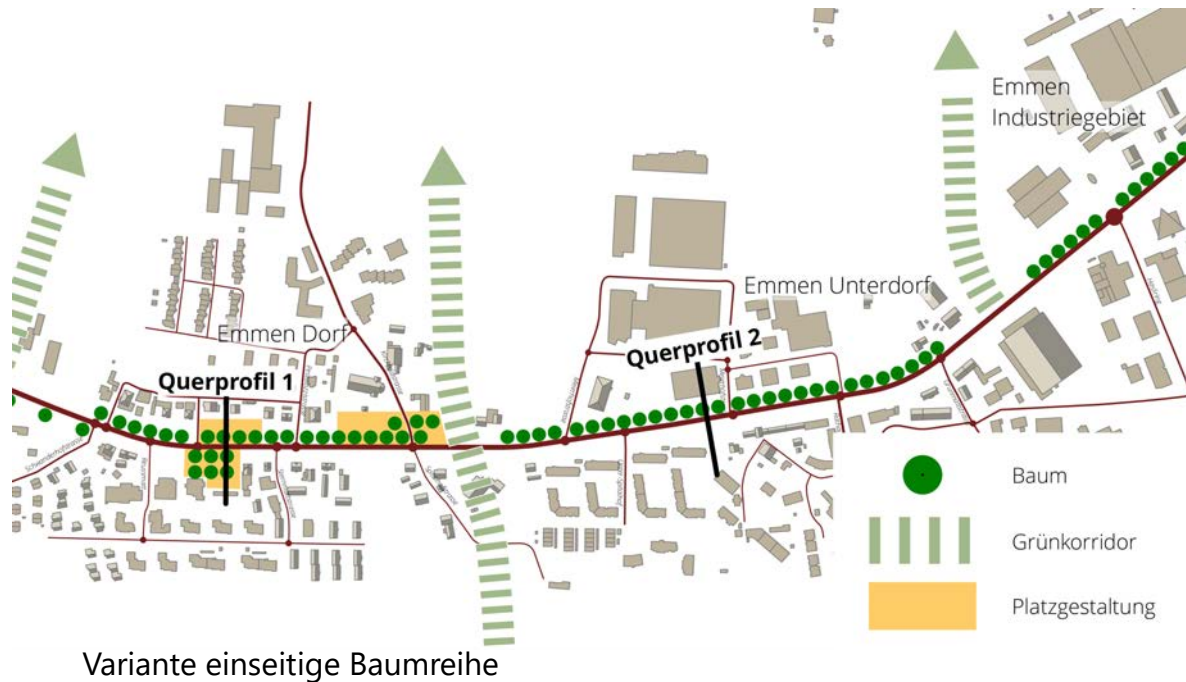 Emmen
Industriegebiet
Emmen Unterdorf
Emmen Dorf
Querprofil 2
Querprofil 1
Baum
Grünkorridor
Platzgestaltung
Variante einseitige Baumreihe